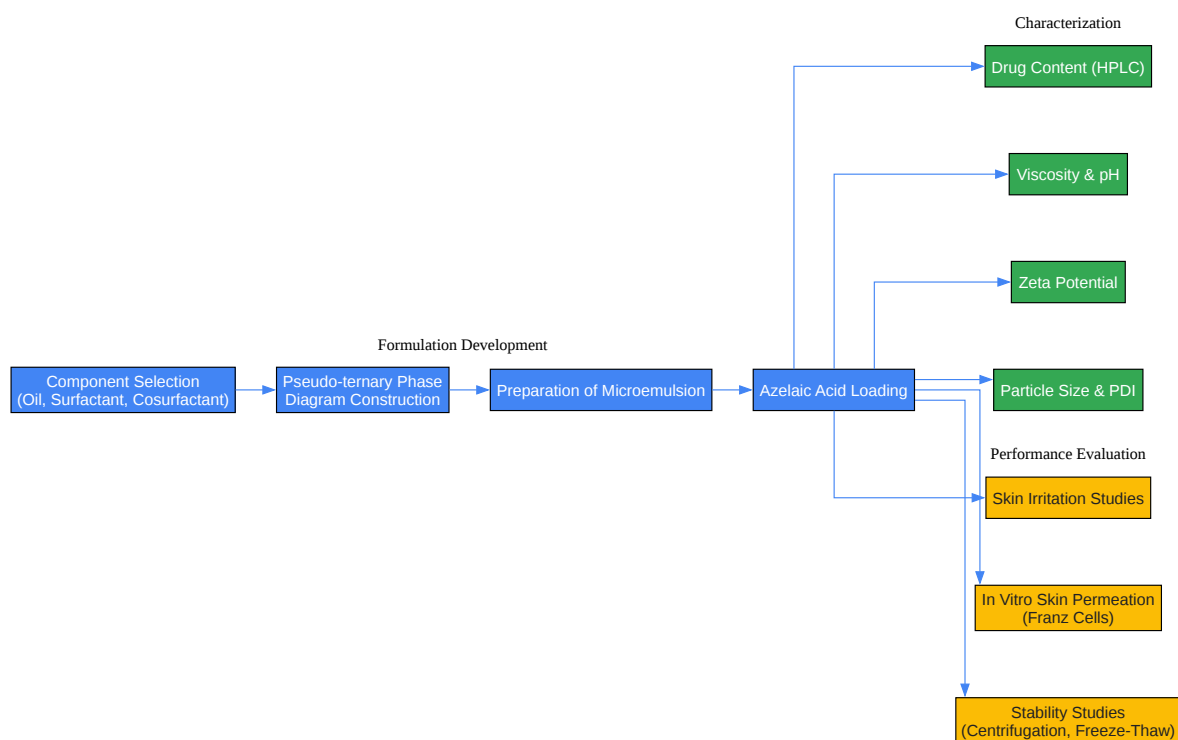 Characterization
Drug Content (HPLC)
Viscosity & pH
Zeta Potential
Formulation Development
Component Selection
(Oil, Surfactant, Cosurfactant)
Pseudo-ternary Phase
Diagram Construction
Preparation of Microemulsion
Azelaic Acid Loading
Particle Size & PDI
Performance Evaluation
Skin Irritation Studies
In Vitro Skin Permeation
(Franz Cells)
Stability Studies
(Centrifugation, Freeze-Thaw)